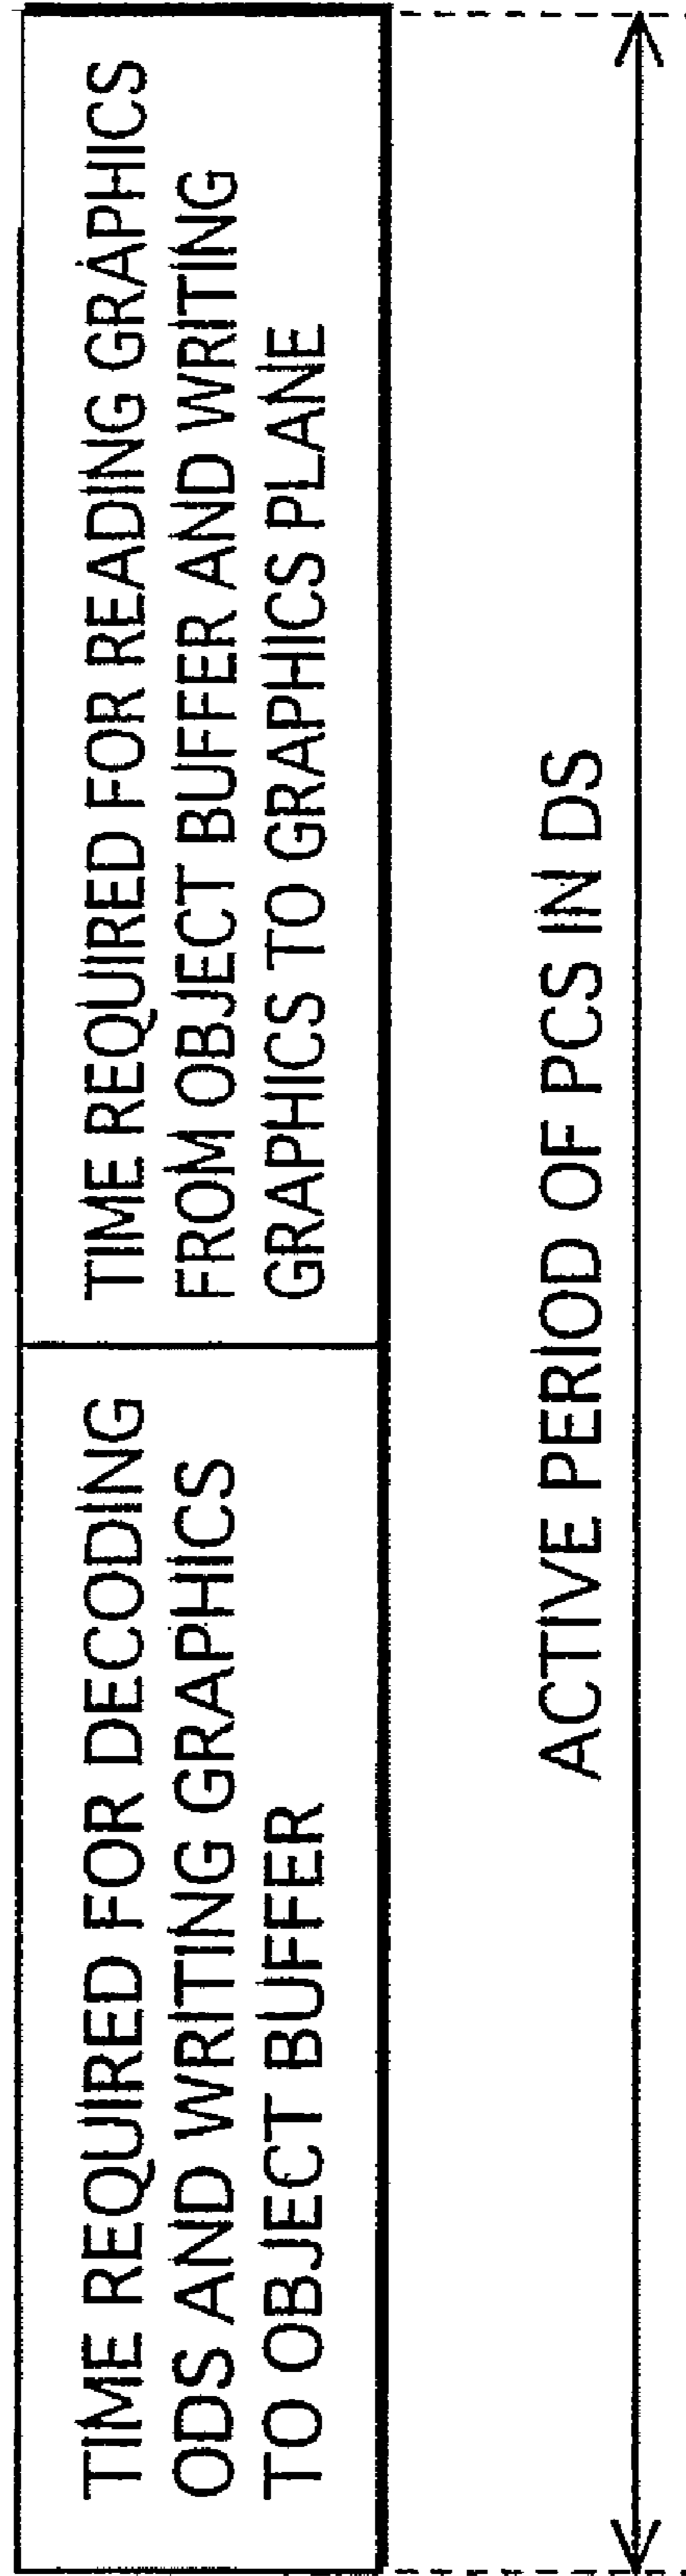 TIME REQUIRED FOR DECODING
ODS AND WRITING GRAPHICS
TO OBJECT BUFFER
TIME REQUIRED FOR READING GRAPHICS
FROM OBJECT BUFFER AND WRITING
GRAPHICS TO GRAPHICS PLANE
ACTIVE PERIOD OF PCS IN DS